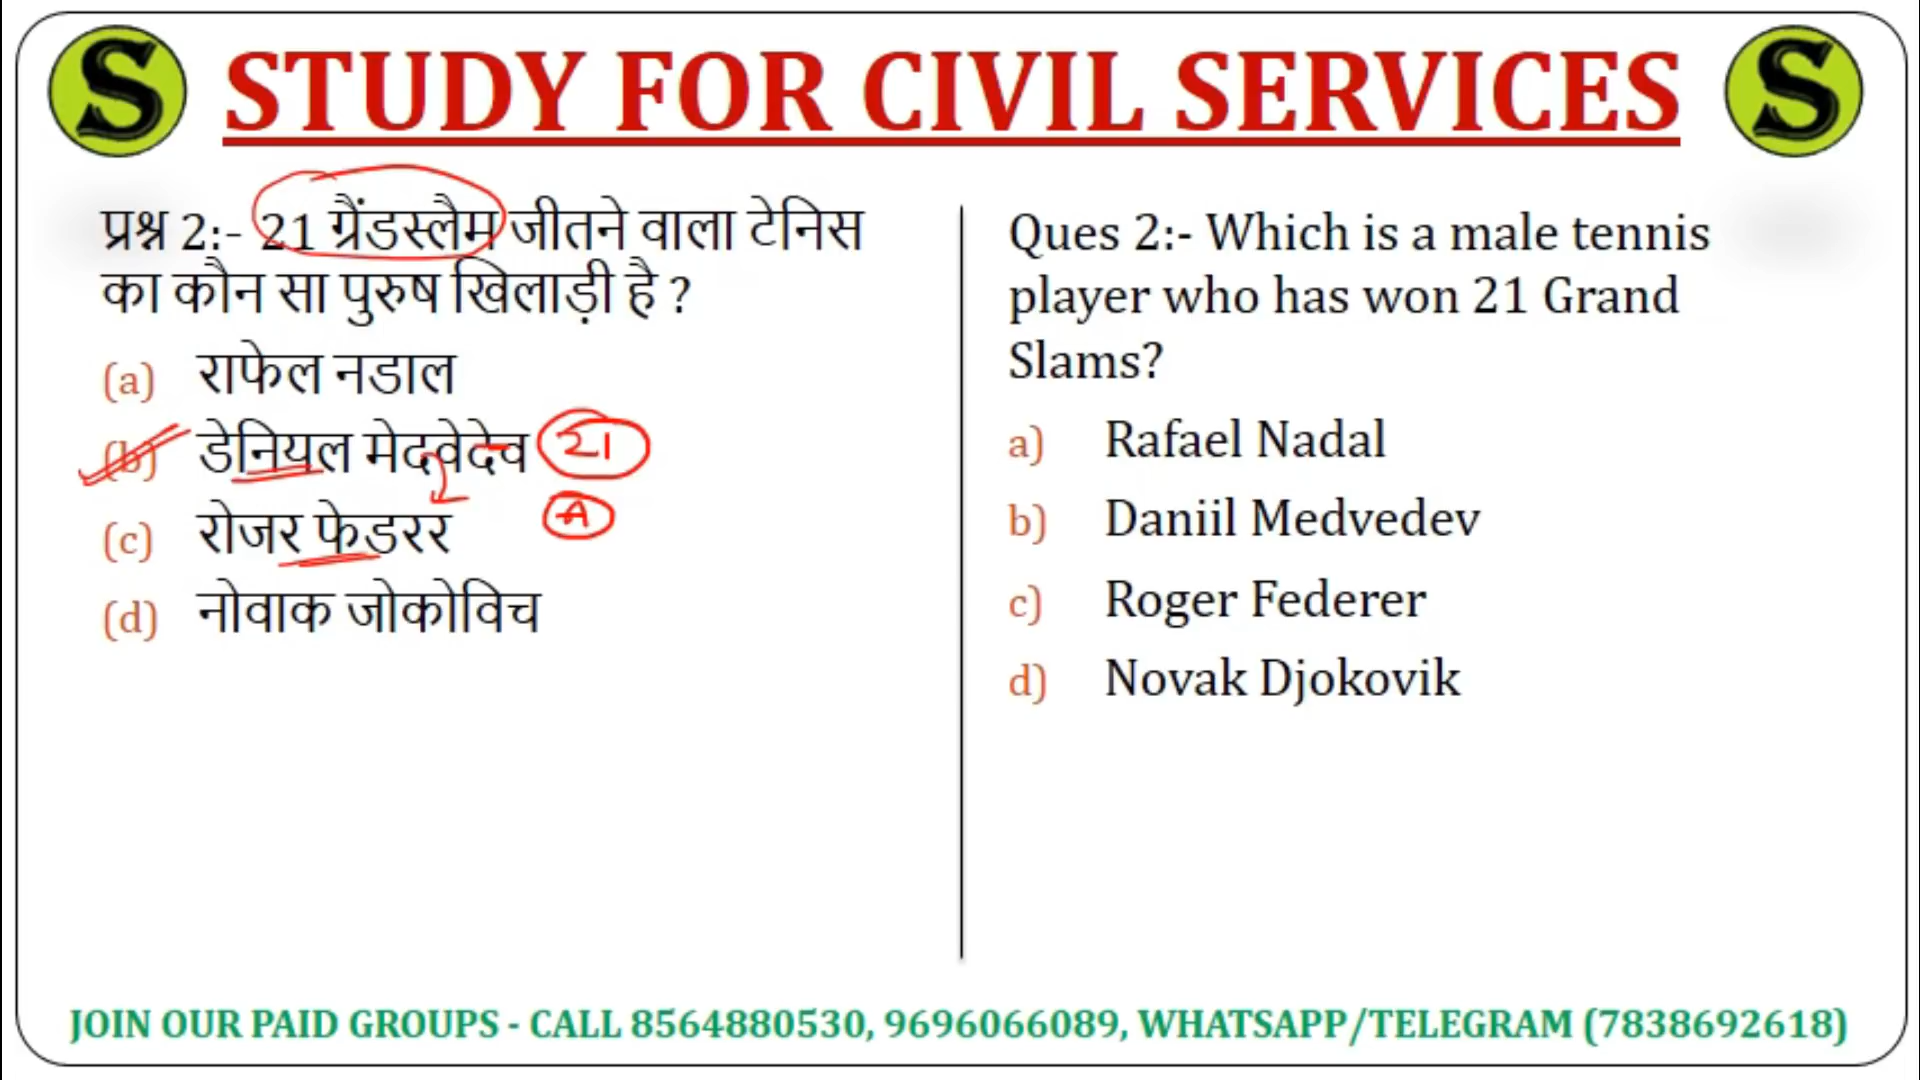 S STUDY FOR CIVIL SERVICES S
प्रश्न 2:- 21 ग्रैंडस्लैम जीतने वाला टेनिस
का कौन सा पुरुष खिलाड़ी है ?
(a) राफेल नडाल
(b) डेनियल मेदवेदेव 21
A
(c) रोजर फेडरर
(d) नोवाक जोकोविच
Ques 2:- Which is a male tennis
player who has won 21 Grand
Slams?
a) Rafael Nadal
b) Daniil Medvedev
c) Roger Federer
d) Novak Djokovik
JOIN OUR PAID GROUPS - CALL 8564880530, 9696066089, WHATSAPP/TELEGRAM (7838692618)